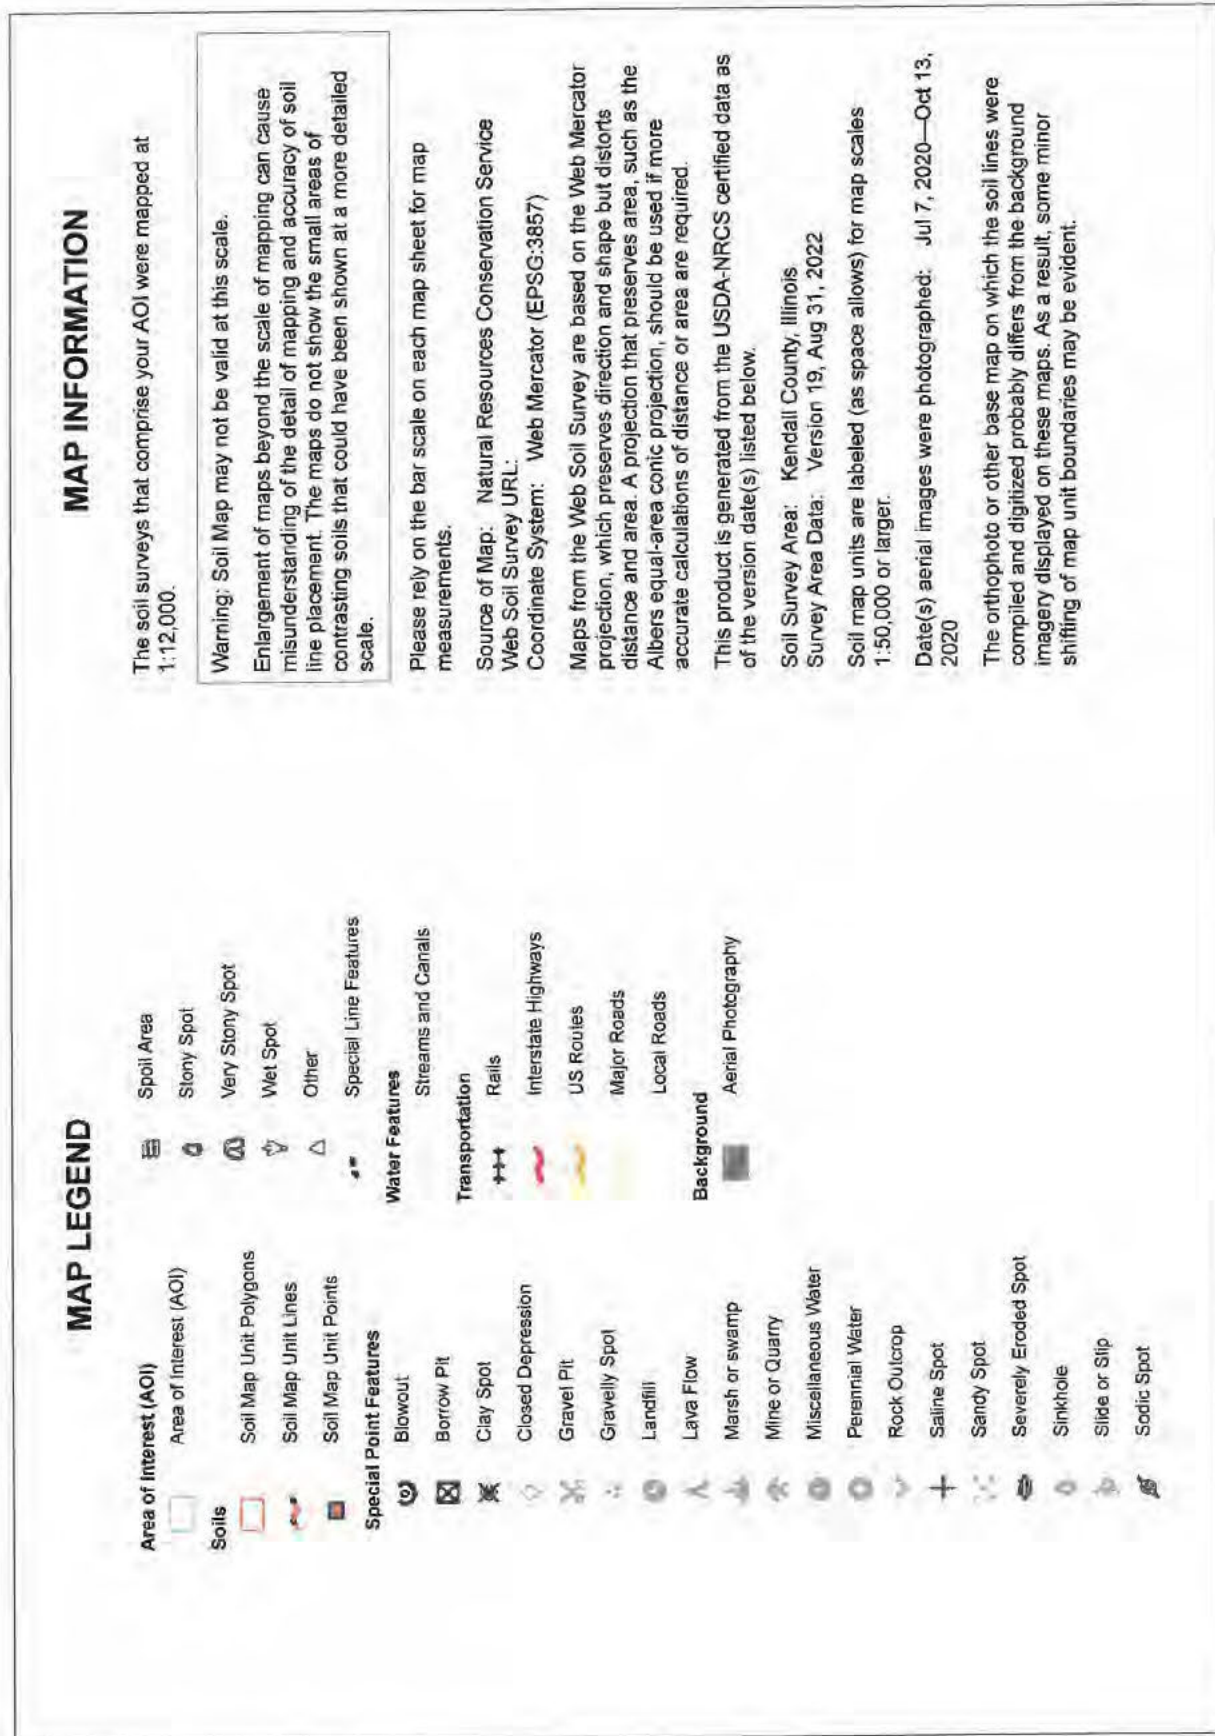 MAP LEGEND
Area of Interest (AOI)
Area of Interest (AOI)
Soils
Soil Map Unit Polygons
Soil Map Unit Lines
Soil Map Unit Points
Special Point Features
Blowout
Borrow Pit
Clay Spot
Closed Depression
Gravel Pit
Gravelly Spot
Landfill
Lava Flow
Marsh or swamp
Mine or Quarry
Miscellaneous Water
Perennial Water
Rock Outcrop
Saline Spot
Sandy Spot
Severely Eroded Spot
Sinkhole
Slide or Slip
Sodic Spot
Spoil Area
Stony Spot
Very Stony Spot
Wet Spot
Other
Special Line Features
Water Features
Streams and Canals
Transportation
Rails
Interstate Highways
US Routes
Major Roads
Local Roads
Background
Aerial Photography
MAP INFORMATION
The soil surveys that comprise your AOI were mapped at
1:12,000.
Warning: Soil Map may not be valid at this scale.
Enlargement of maps beyond the scale of mapping can cause
misunderstanding of the detail of mapping and accuracy of soil
line placement. The maps do not show the small areas of
contrasting soils that could have been shown at a more detailed
scale.
Please rely on the bar scale on each map sheet for map
measurements.
Source of Map: Natural Resources Conservation Service
Web Soil Survey URL:
Coordinate System: Web Mercator (EPSG:3857)
Maps from the Web Soil Survey are based on the Web Mercator
projection, which preserves direction and shape but distorts
distance and area. A projection that preserves area, such as the
Albers equal-area conic projection, should be used if more
accurate calculations of distance or area are required.
This product is generated from the USDA-NRCS certified data as
of the version date(s) listed below.
Soil Survey Area: Kendall County, Illinois
Survey Area Data: Version 19, Aug 31, 2022
Soil map units are labeled (as space allows) for map scales
1:50,000 or larger.
Date(s) aerial images were photographed: Jul 7, 2020—Oct 13,
2020
The orthophoto or other base map on which the soil lines were
compiled and digitized probably differs from the background
imagery displayed on these maps. As a result, some minor
shifting of map unit boundaries may be evident.